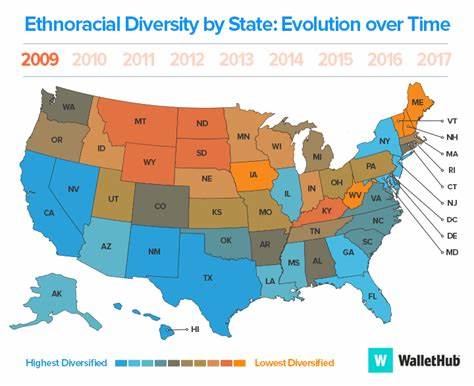 Ethnoracial Diversity by State: Evolution over Time
2009 2010 2011 2012 2013 2014 2015 2016 2017
WA
MT
ND
MN
ME
VT
NH
MA
RI
CT
NJ
DC
DE
MD
OR
ID
SD
WI
MI
NY
WY
IA
NE
PA
NV
UT
CO
IL
IN
OH
WV
VA
CA
KS
MO
KY
NC
TN
AZ
NM
OK
AR
SC
MS
AL
GA
TX
LA
FL
AK
HI
Highest Diversified
Lowest Diversified
W WalletHub